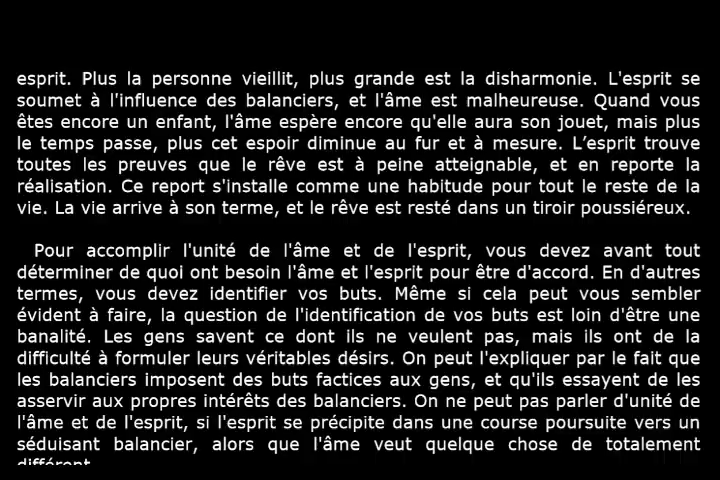 esprit. Plus la personne vieillit, plus grande est la disharmonie. L'esprit se
soumet à l'influence des balanciers, et l'âme est malheureuse. Quand vous
êtes encore un enfant, l'âme espère encore qu'elle aura son jouet, mais plus
le temps passe, plus cet espoir diminue au fur et à mesure. L’esprit trouve
toutes les preuves que le rêve est à peine atteignable, et en reporte la
réalisation. Ce report s'installe comme une habitude pour tout le reste de la
vie. La vie arrive à son terme, et le rêve est resté dans un tiroir poussiéreux.
Pour accomplir l'unité de l'âme et de l'esprit, vous devez avant tout
déterminer de quoi ont besoin l'âme et l'esprit pour être d'accord. En d'autres
termes, vous devez identifier vos buts. Même si cela peut vous sembler
évident à faire, la question de l'identification de vos buts est loin d'être une
banalité. Les gens savent ce dont ils ne veulent pas, mais ils ont de la
difficulté à formuler leurs véritables désirs. On peut l'expliquer par le fait que
les balanciers imposent des buts factices aux gens, et qu'ils essayent de les
asservir aux propres intérêts des balanciers. On ne peut pas parler d'unité de
l'âme et de l'esprit, si l'esprit se précipite dans une course poursuite vers un
séduisant balancier, alors que l'âme veut quelque chose de totalement
différent.